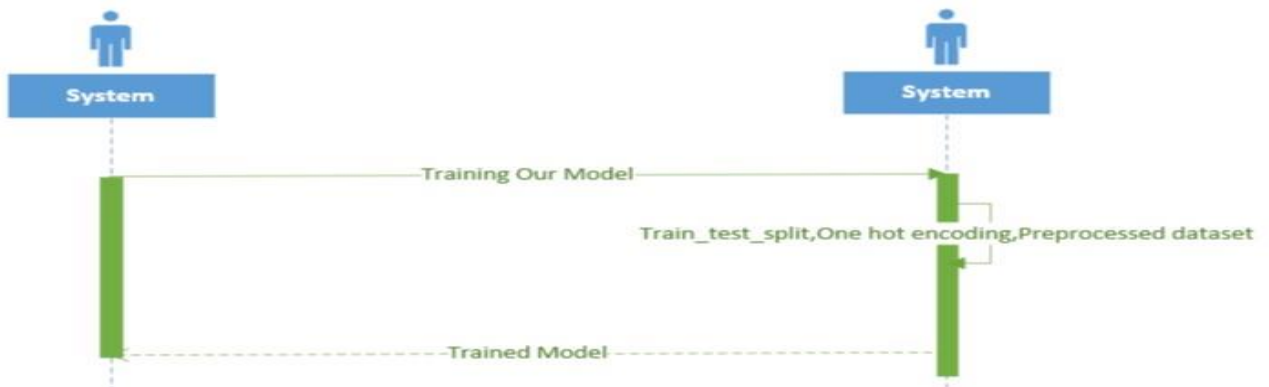 System
System
Training Our Model
Train_test_split,One hot encoding,Preprocessed dataset
Trained Model